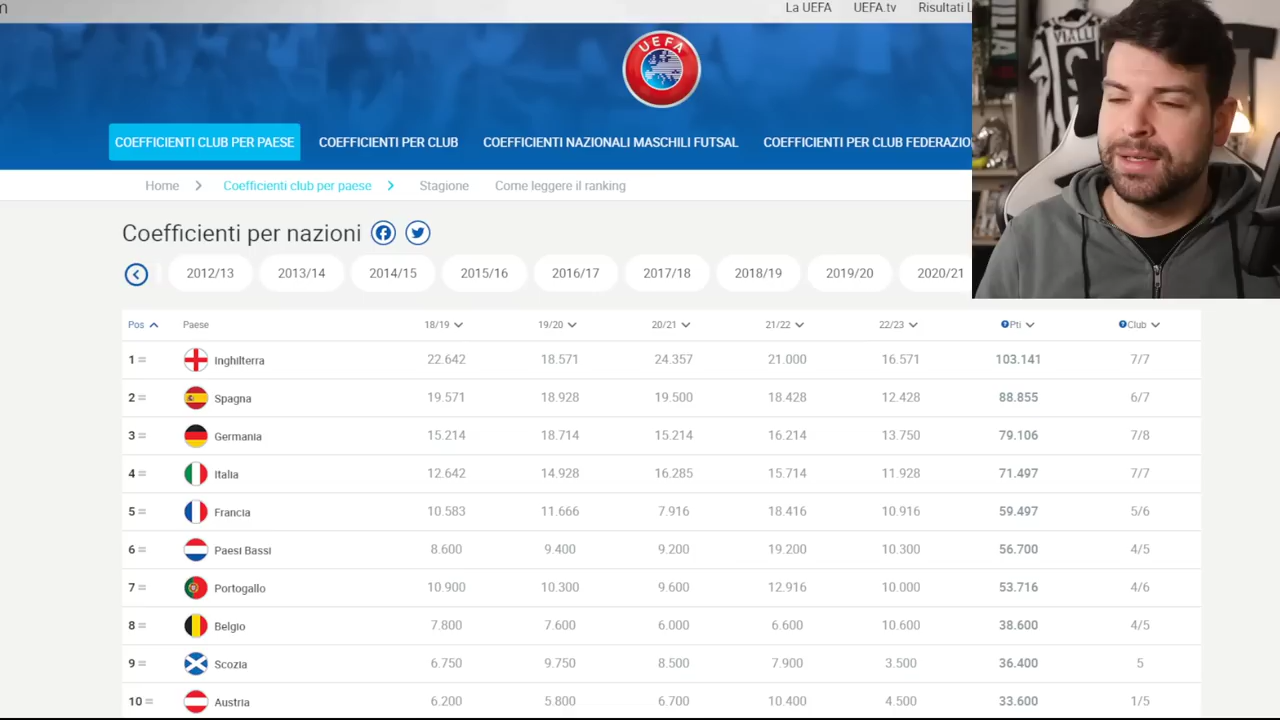 m
La UEFA UEFA.tv Risultati L
UEFA
COEFFICIENTI CLUB PER PAESE COEFFICIENTI PER CLUB COEFFICIENTI NAZIONALI MASCHILI FUTSAL COEFFICIENTI PER CLUB FEDERAZIO
Home Coefficienti club per paese Stagione Come leggere il ranking
Coefficienti per nazioni
2012/13 2013/14 2014/15 2015/16 2016/17 2017/18 2018/19 2019/20 2020/21
Pos Paese 18/19 19/20 20/21 21/22 22/23 ?Pti ?Club
1 = Inghilterra 22.642 18.571 24.357 21.000 16.571 103.141 7/7
2 = Spagna 19.571 18.928 19.500 18.428 12.428 88.855 6/7
3 = Germania 15.214 18.714 15.214 16.214 13.750 79.106 7/8
4 = Italia 12.642 14.928 16.285 15.714 11.928 71.497 7/7
5 = Francia 10.583 11.666 7.916 18.416 10.916 59.497 5/6
6 = Paesi Bassi 8.600 9.400 9.200 19.200 10.300 56.700 4/5
7 = Portogallo 10.900 10.300 9.600 12.916 10.000 53.716 4/6
8 = Belgio 7.800 7.600 6.000 6.600 10.600 38.600 4/5
9 = Scozia 6.750 9.750 8.500 7.900 3.500 36.400 5
10 = Austria 6.200 5.800 6.700 10.400 4.500 33.600 1/5
VIALLI